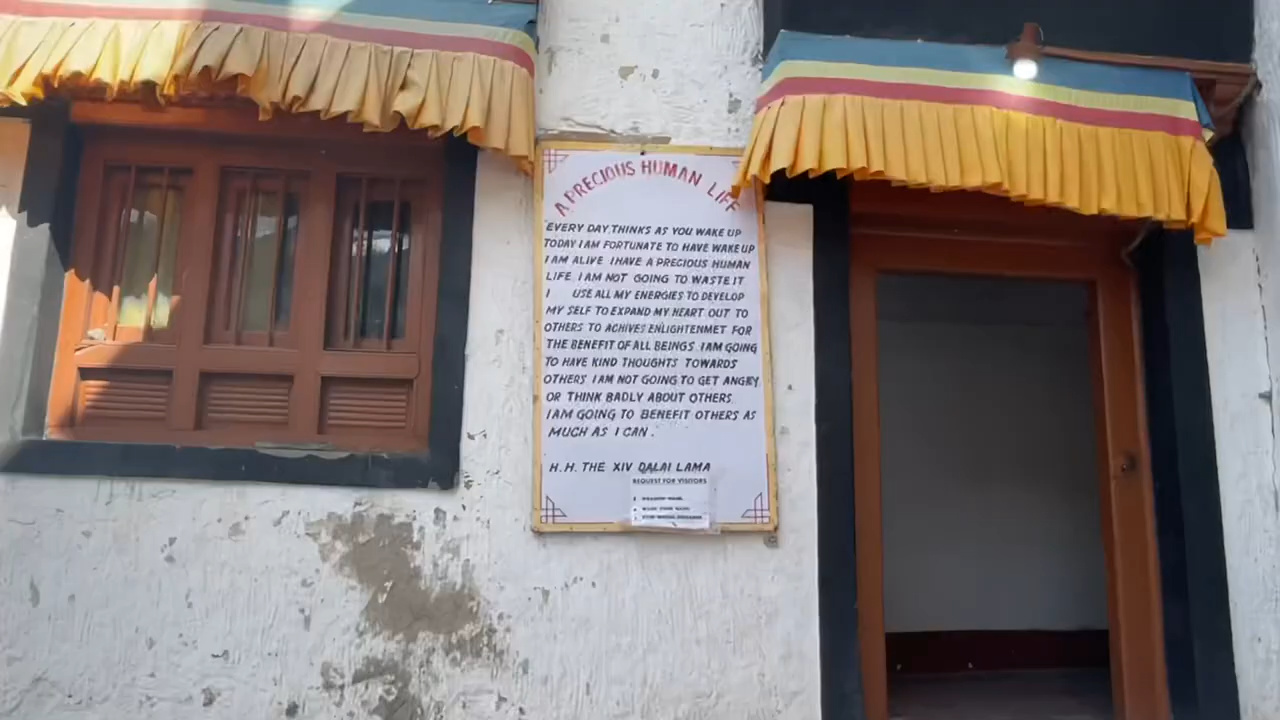 A PRECIOUS HUMAN LIFE
EVERY DAY, THINKS AS YOU WAKE UP
TODAY I AM FORTUNATE TO HAVE WAKE UP
I AM ALIVE I HAVE A PRECIOUS HUMAN
LIFE. I AM NOT GOING TO WASTE IT
I USE ALL MY ENERGIES TO DEVELOP
MY SELF TO EXPAND MY HEART OUT TO
OTHERS TO ACHIVES ENLIGHTENMET FOR
THE BENEFIT OF ALL BEINGS I AM GOING
TO HAVE KIND THOUGHTS TOWARDS
OTHERS I AM NOT GOING TO GET ANGRY
OR THINK BADLY ABOUT OTHERS
I AM GOING TO BENEFIT OTHERS AS
MUCH AS I CAN.
H.H. THE XIV DALAI LAMA
REQUEST FOR VISITORS